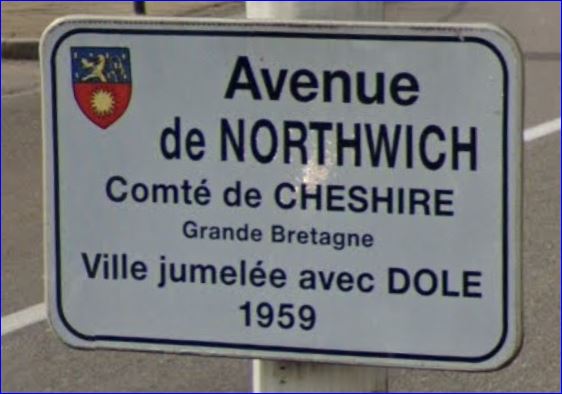 Avenue
de NORTHWICH
Comté de CHESHIRE
Grande Bretagne
Ville jumelée avec DOLE
1959